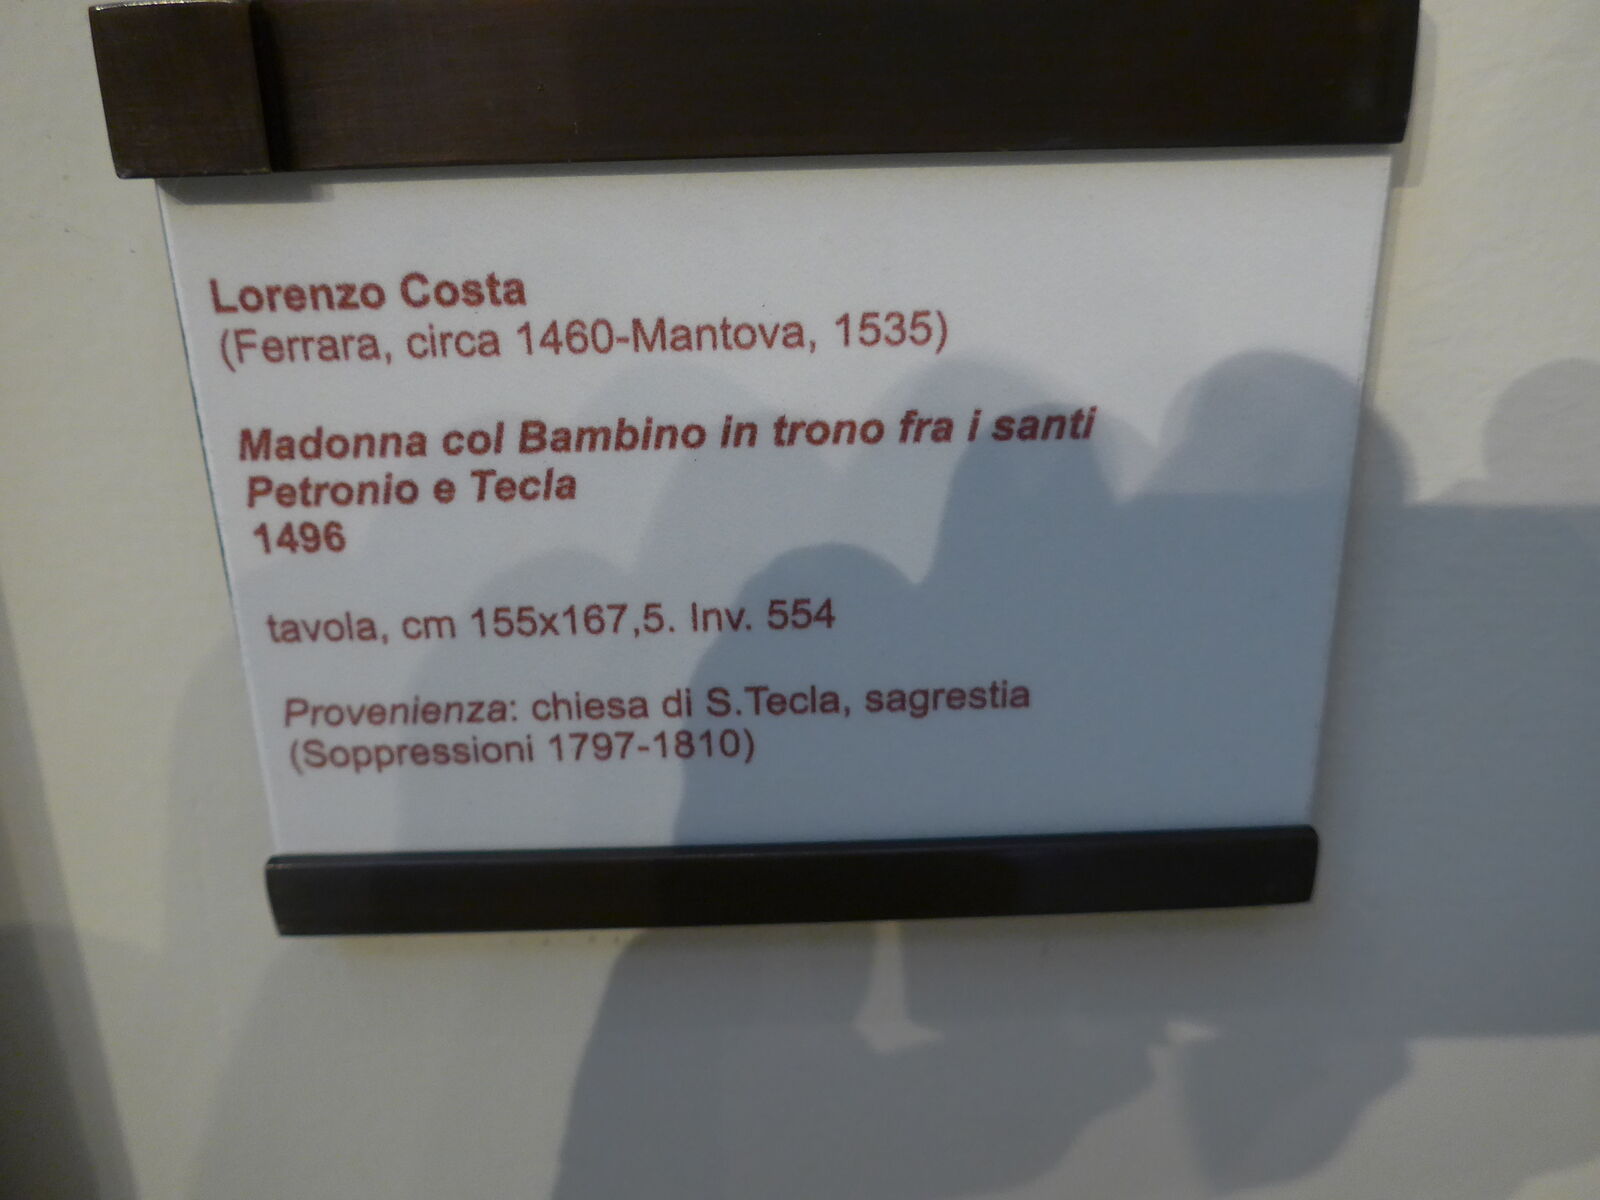 Lorenzo Costa
(Ferrara, circa 1460-Mantova, 1535)
Madonna col Bambino in trono fra i santi
Petronio e Tecla
1496
tavola, cm 155x167,5. Inv. 554
Provenienza: chiesa di S.Tecla, sagrestia
(Soppressioni 1797-1810)